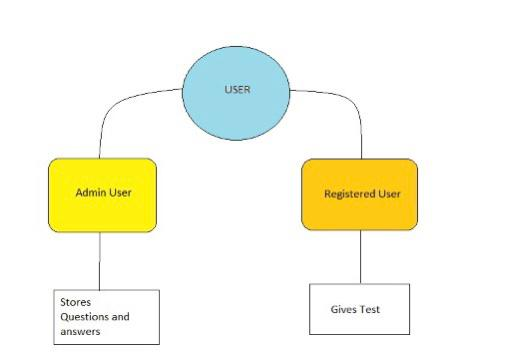 USER
Admin User
Registered User
Stores
Questions and
answers
Gives Test